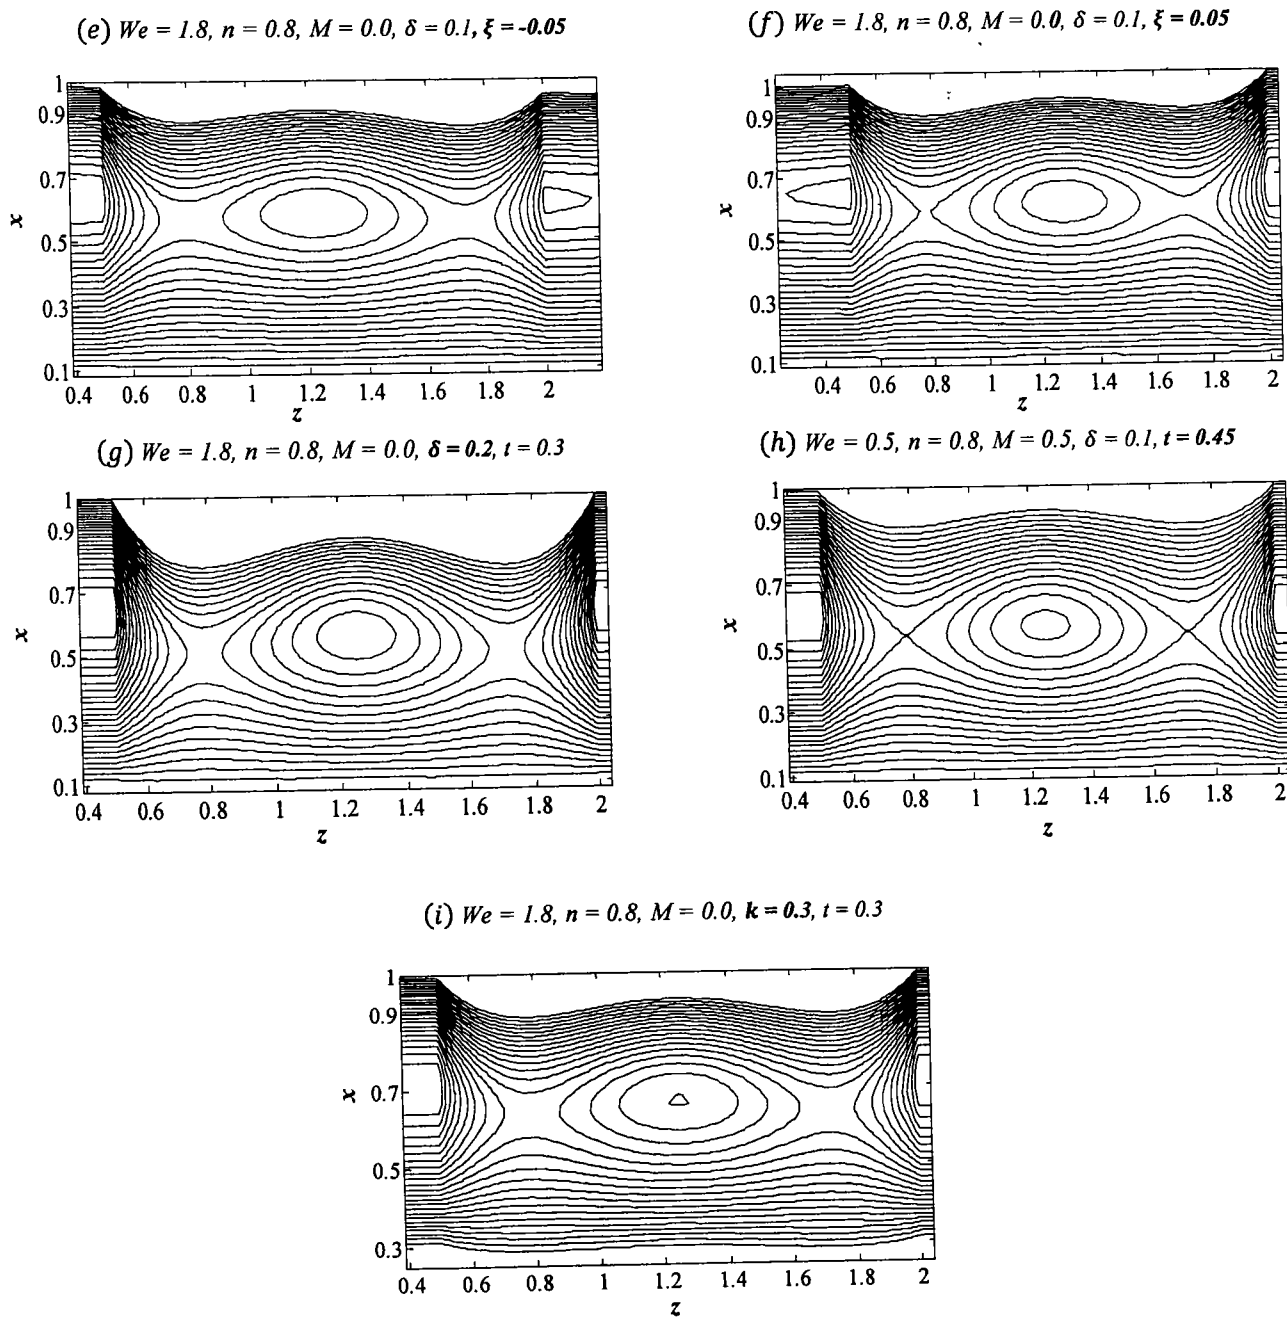 (e) We = 1.8, n = 0.8, M = 0.0, δ = 0.1, ξ = -0.05
1
0.9
0.7
0.5
0.3
0.1
x
0.4 0.6 0.8 1 1.2 1.4 1.6 1.8 2
z
(f) We = 1.8, n = 0.8, M = 0.0, δ = 0.1, ξ = 0.05
1
0.9
0.7
0.5
0.3
0.1
x
0.4 0.6 0.8 1 1.2 1.4 1.6 1.8 2
z
(g) We = 1.8, n = 0.8, M = 0.0, δ = 0.2, t = 0.3
1
0.9
0.7
0.5
0.3
0.1
x
0.4 0.6 0.8 1 1.2 1.4 1.6 1.8 2
z
(h) We = 0.5, n = 0.8, M = 0.5, δ = 0.1, t = 0.45
1
0.9
0.7
0.5
0.3
0.1
x
0.4 0.6 0.8 1 1.2 1.4 1.6 1.8 2
z
(i) We = 1.8, n = 0.8, M = 0.0, k = 0.3, t = 0.3
1
0.9
0.7
0.5
0.3
x
0.4 0.6 0.8 1 1.2 1.4 1.6 1.8 2
z